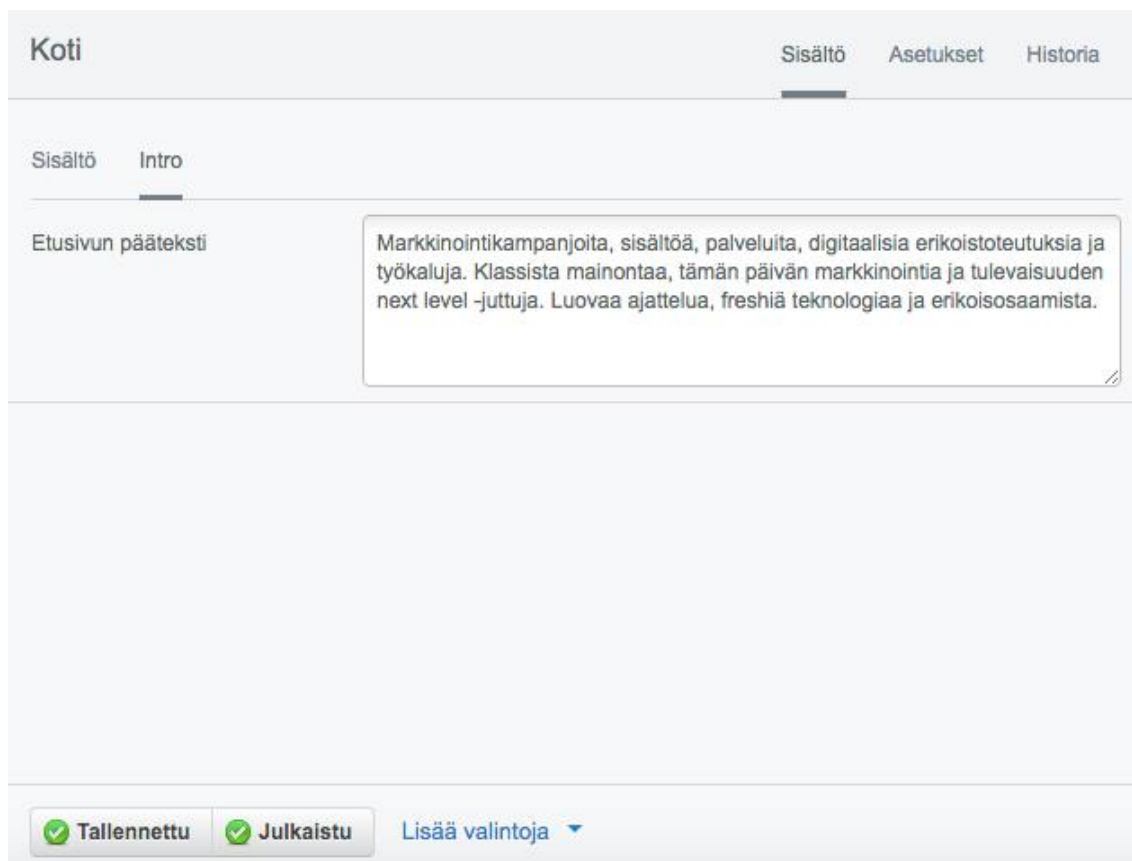 Koti
Sisältö Asetukset Historia
Sisältö Intro
Etusivun pääteksti
Markkinointikampanjoita, sisältöä, palveluita, digitaalisia erikoistoteutuksia ja
työkaluja. Klassista mainontaa, tämän päivän markkinointia ja tulevaisuuden
next level -juttuja. Luovaa ajattelua, freshiä teknologiaa ja erikoisosaamista.
Tallennettu Julkaistu Lisää valintoja